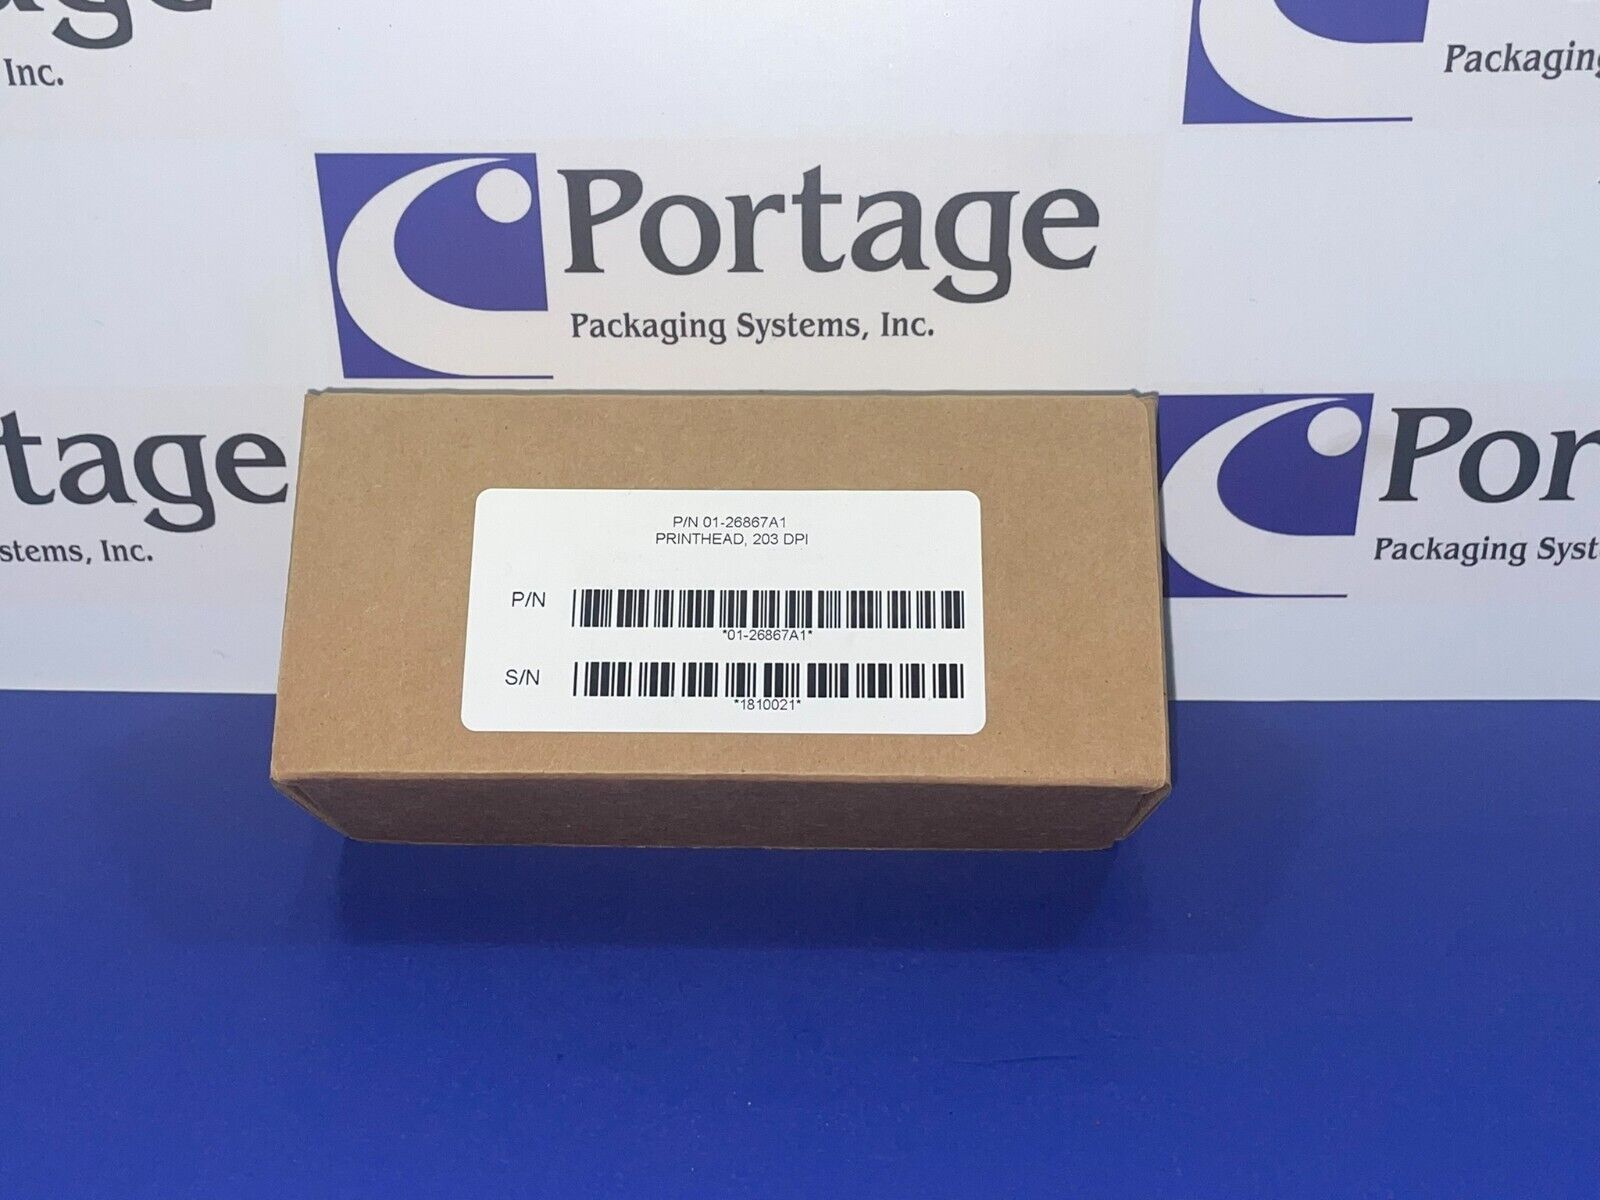 Inc.
Packaging
Portage
Packaging Systems, Inc.
tage
stems, Inc.
Por
Packaging Syst
P/N 01-26867A1
PRINTHEAD, 203 DPI
P/N
*01-26867A1*
S/N
*1810021*